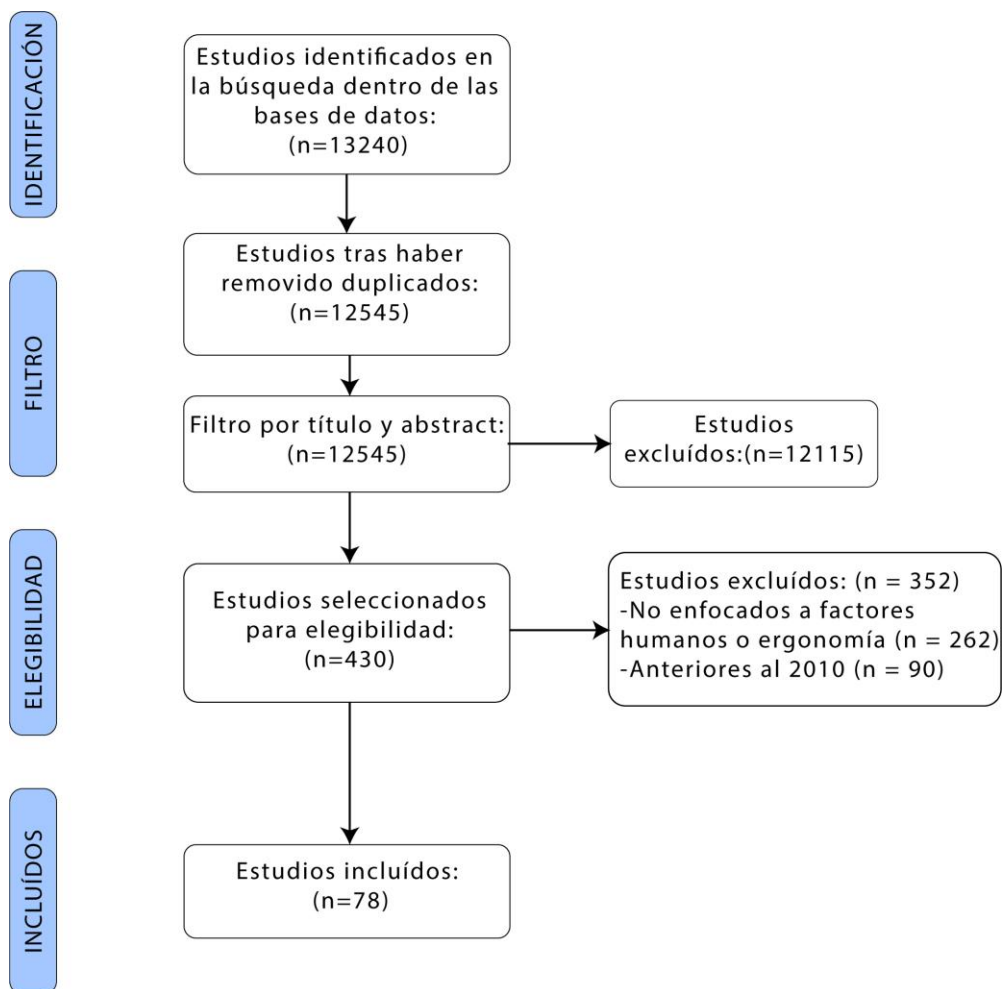 IDENTIFICACIÓN
Estudios identificados en
la búsqueda dentro de las
bases de datos:
(n=13240)
FILTRO
Estudios tras haber
removido duplicados:
(n=12545)
Filtro por título y abstract:
(n=12545)
Estudios
excluídos:(n=12115)
ELEGIBILIDAD
Estudios seleccionados
para elegibilidad:
(n=430)
Estudios excluídos: (n = 352)
-No enfocados a factores
humanos o ergonomía (n = 262)
-Anteriores al 2010 (n = 90)
INCLUÍDOS
Estudios incluídos:
(n=78)